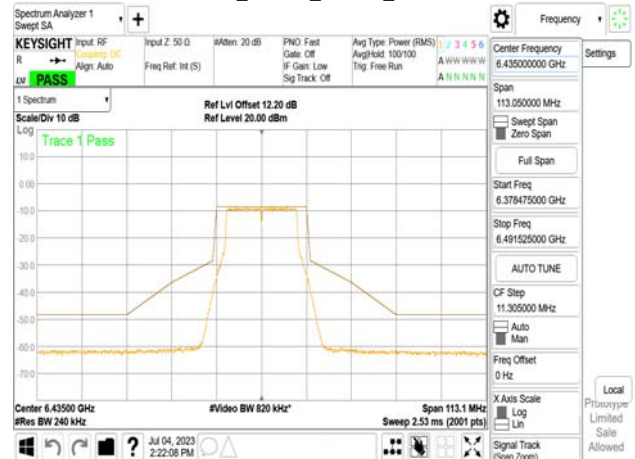 Spectrum Analyzer 1
Swept SA
+
Frequency
KEYSIGHT
R
LV PASS
Input: RF
Coupling: DC
Align: Auto
Input Z: 50 Ω
Freq Ref: Int (S)
#Atten: 20 dB
PNO: Fast
Gate: Off
IF Gain: Low
Sig Track: Off
Avg Type: Power (RMS)
Avg|Hold: 100/100
Trig: Free Run
1 2 3 4 5 6
A W W W W W
A N N N N N
1 Spectrum
Scale/Div 10 dB
Ref Lvl Offset 12.20 dB
Ref Level 20.00 dBm
Log
Trace 1 Pass
10.0
0.00
-10.0
-20.0
-30.0
-40.0
-50.0
-60.0
-70.0
Center 6.43500 GHz
#Res BW 240 kHz
#Video BW 820 kHz*
Span 113.1 MHz
Sweep 2.53 ms (2001 pts)
Jul 04, 2023
2:22:08 PM
?
Center Frequency
6.435000000 GHz
Settings
Span
113.050000 MHz
Swept Span
Zero Span
Full Span
Start Freq
6.378475000 GHz
Stop Freq
6.491525000 GHz
AUTO TUNE
CF Step
11.305000 MHz
Auto
Man
Freq Offset
0 Hz
X Axis Scale
Log
Lin
Signal Track
(Span Zoom)
Local
Prototype
Limited
Sale
Allowed